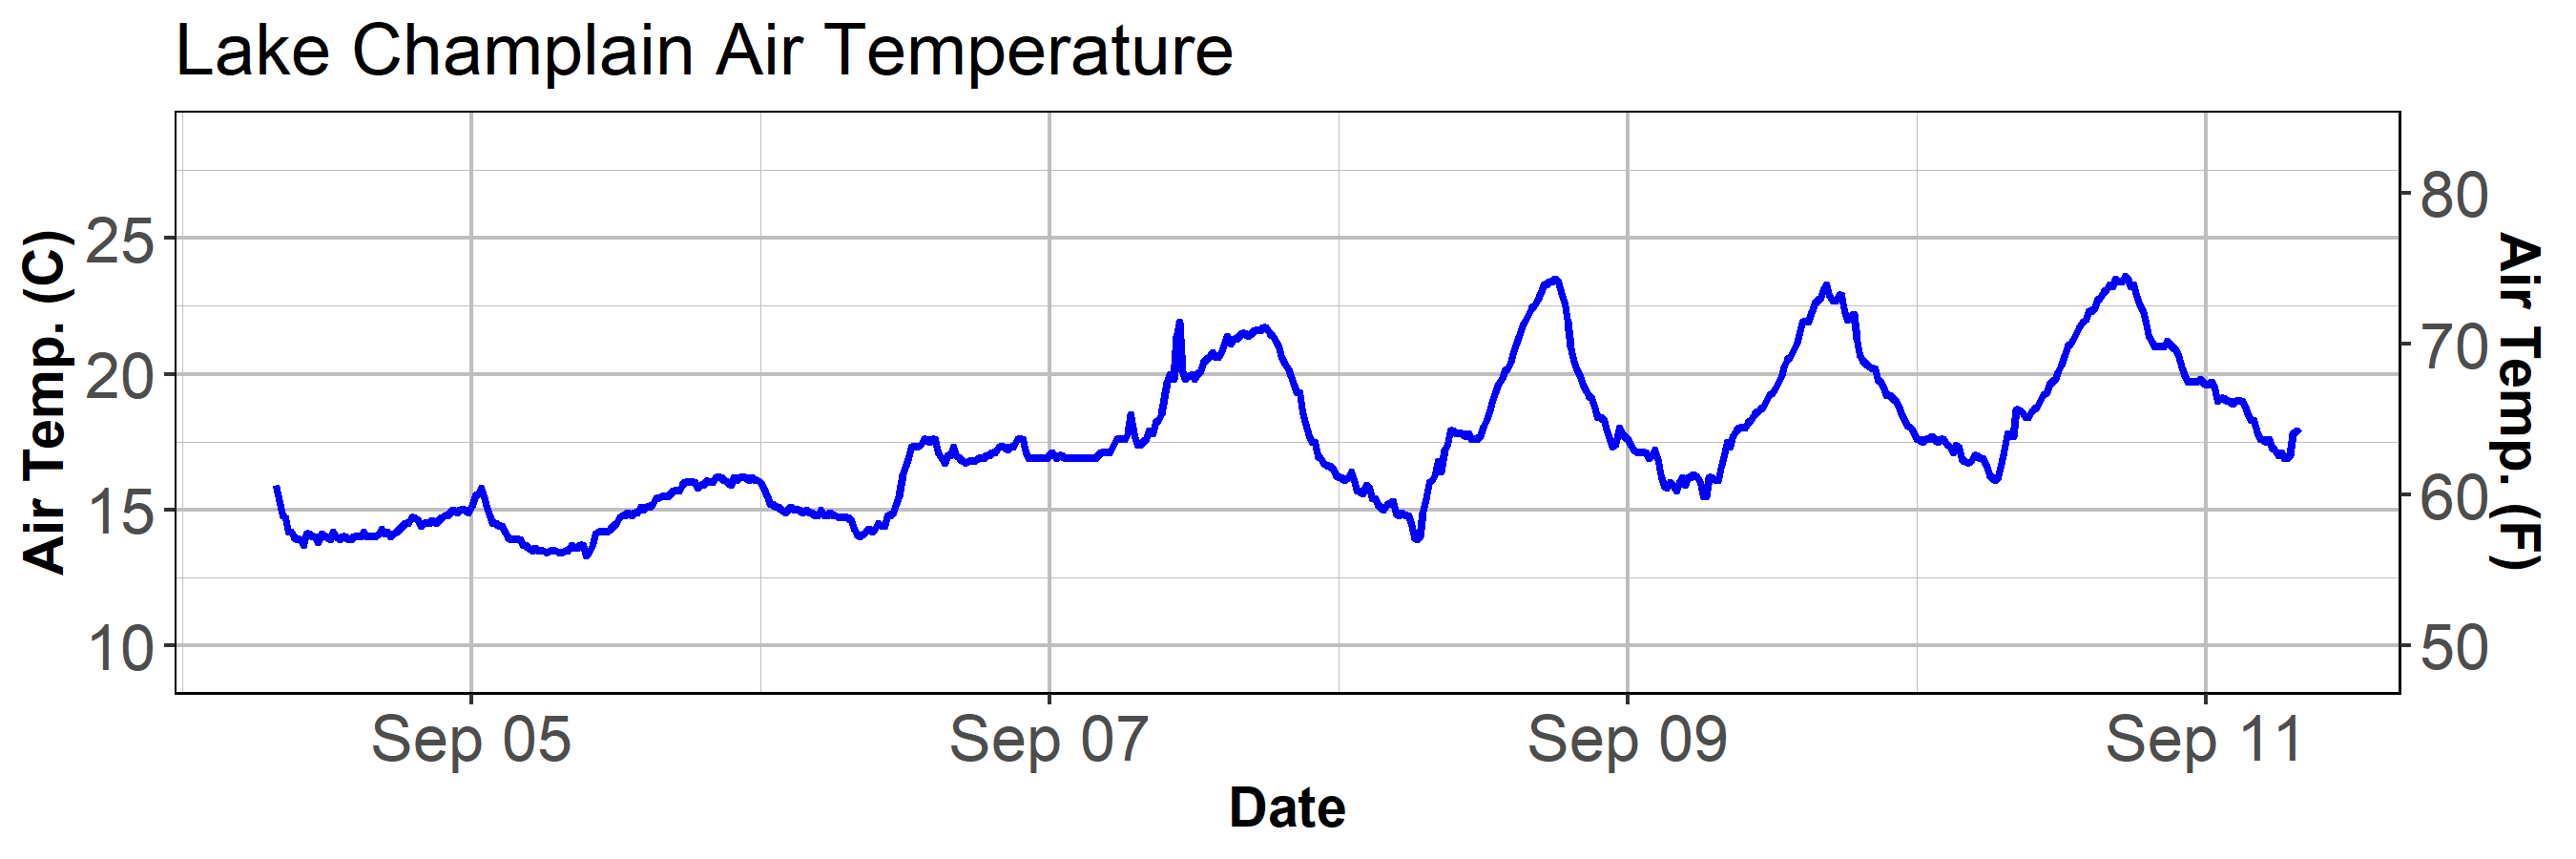 Lake Champlain Air Temperature
Air Temp. (C)
25
20
15
10
80
70
60
50
Air Temp. (F)
Sep 05
Sep 07
Sep 09
Sep 11
Date